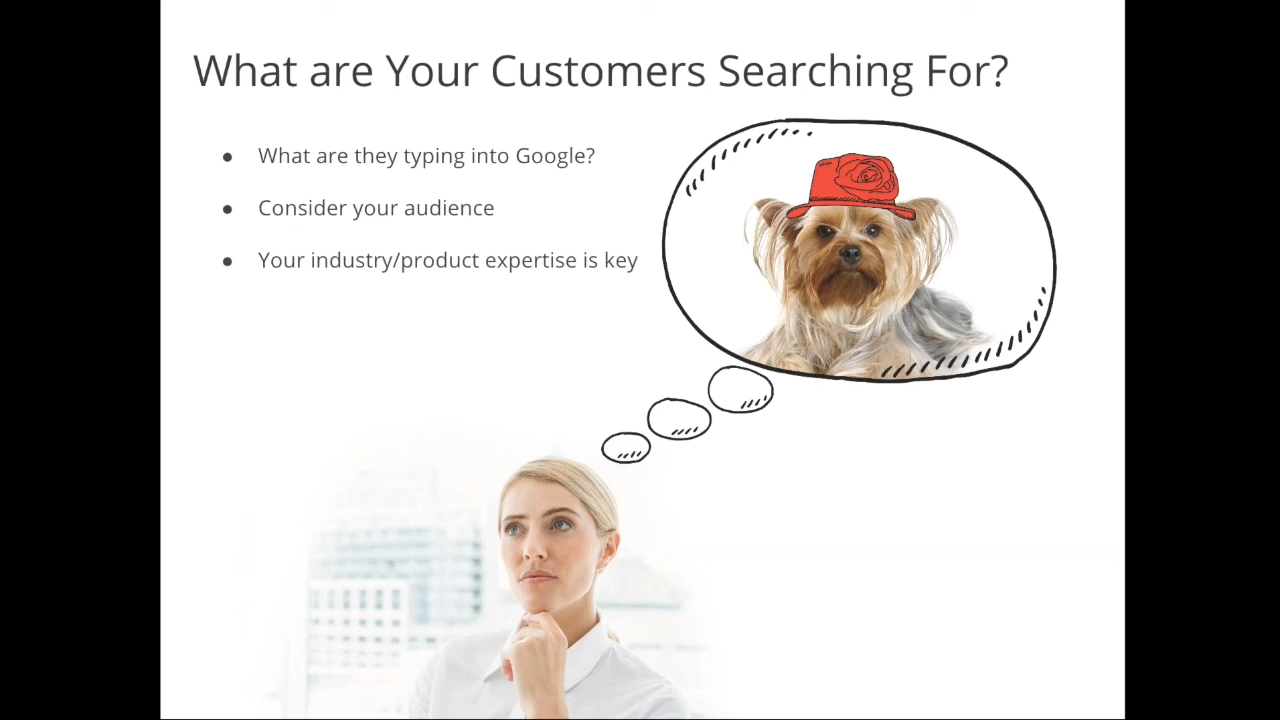 What are Your Customers Searching For?
● What are they typing into Google?
● Consider your audience
● Your industry/product expertise is key